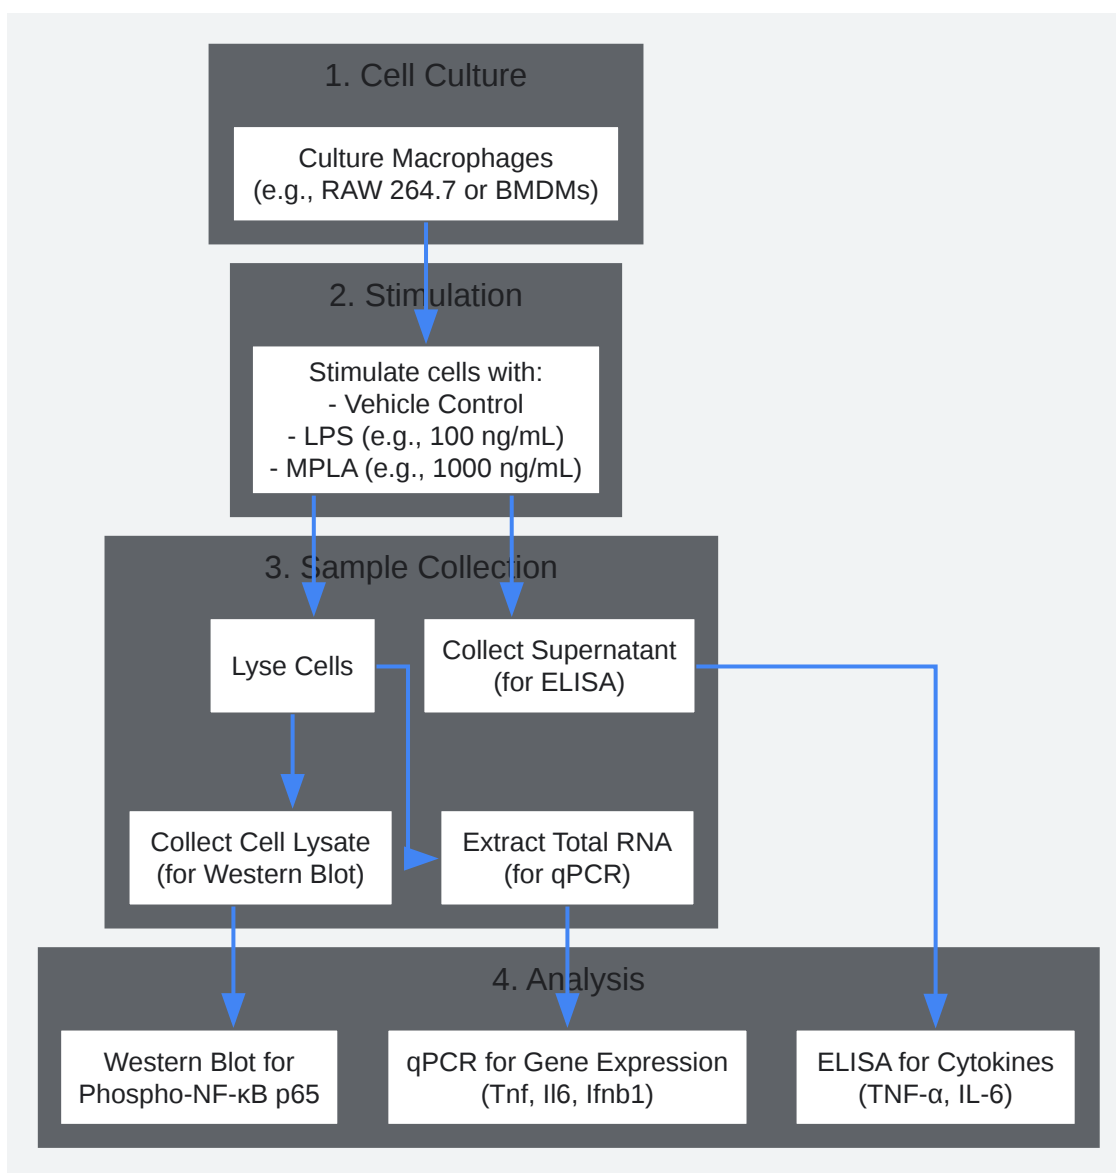 1. Cell Culture
Culture Macrophages
(e.g., RAW 264.7 or BMDMs)
2. Stimulation
Stimulate cells with:
- Vehicle Control
- LPS (e.g., 100 ng/mL)
- MPLA (e.g., 1000 ng/mL)
3. Sample Collection
Lyse Cells
Collect Supernatant
(for ELISA)
Collect Cell Lysate
(for Western Blot)
Extract Total RNA
(for qPCR)
4. Analysis
Western Blot for
Phospho-NF-κB p65
qPCR for Gene Expression
(Tnf, Il6, Ifnb1)
ELISA for Cytokines
(TNF-α, IL-6)